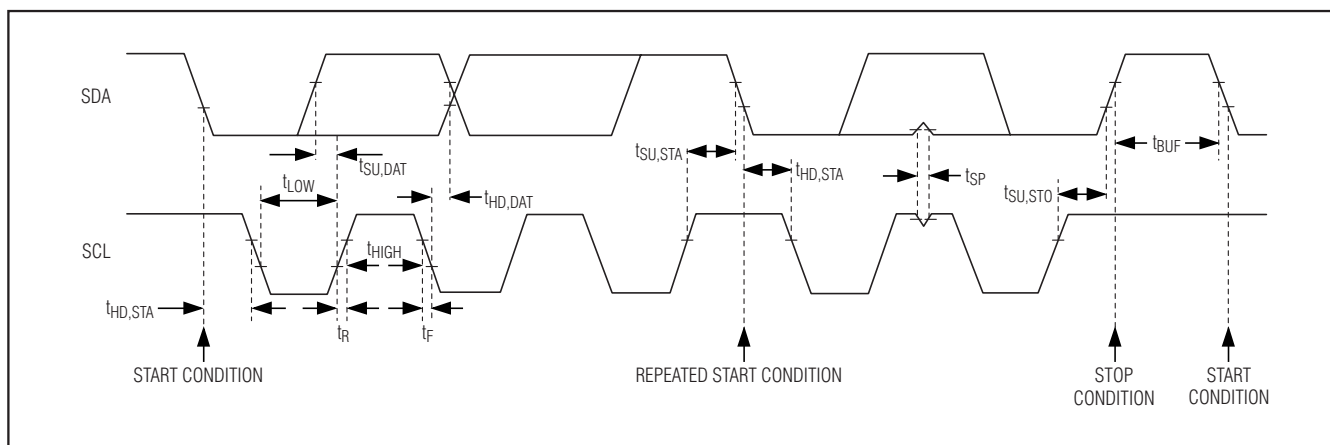 SDA
tSU,DAT
tLOW
tHD,DAT
tSU,STA
tHD,STA
tSP
tBUF
tSU,STO
SCL
tHIGH
tHD,STA
tR
tF
START CONDITION
REPEATED START CONDITION
STOP
CONDITION
START
CONDITION